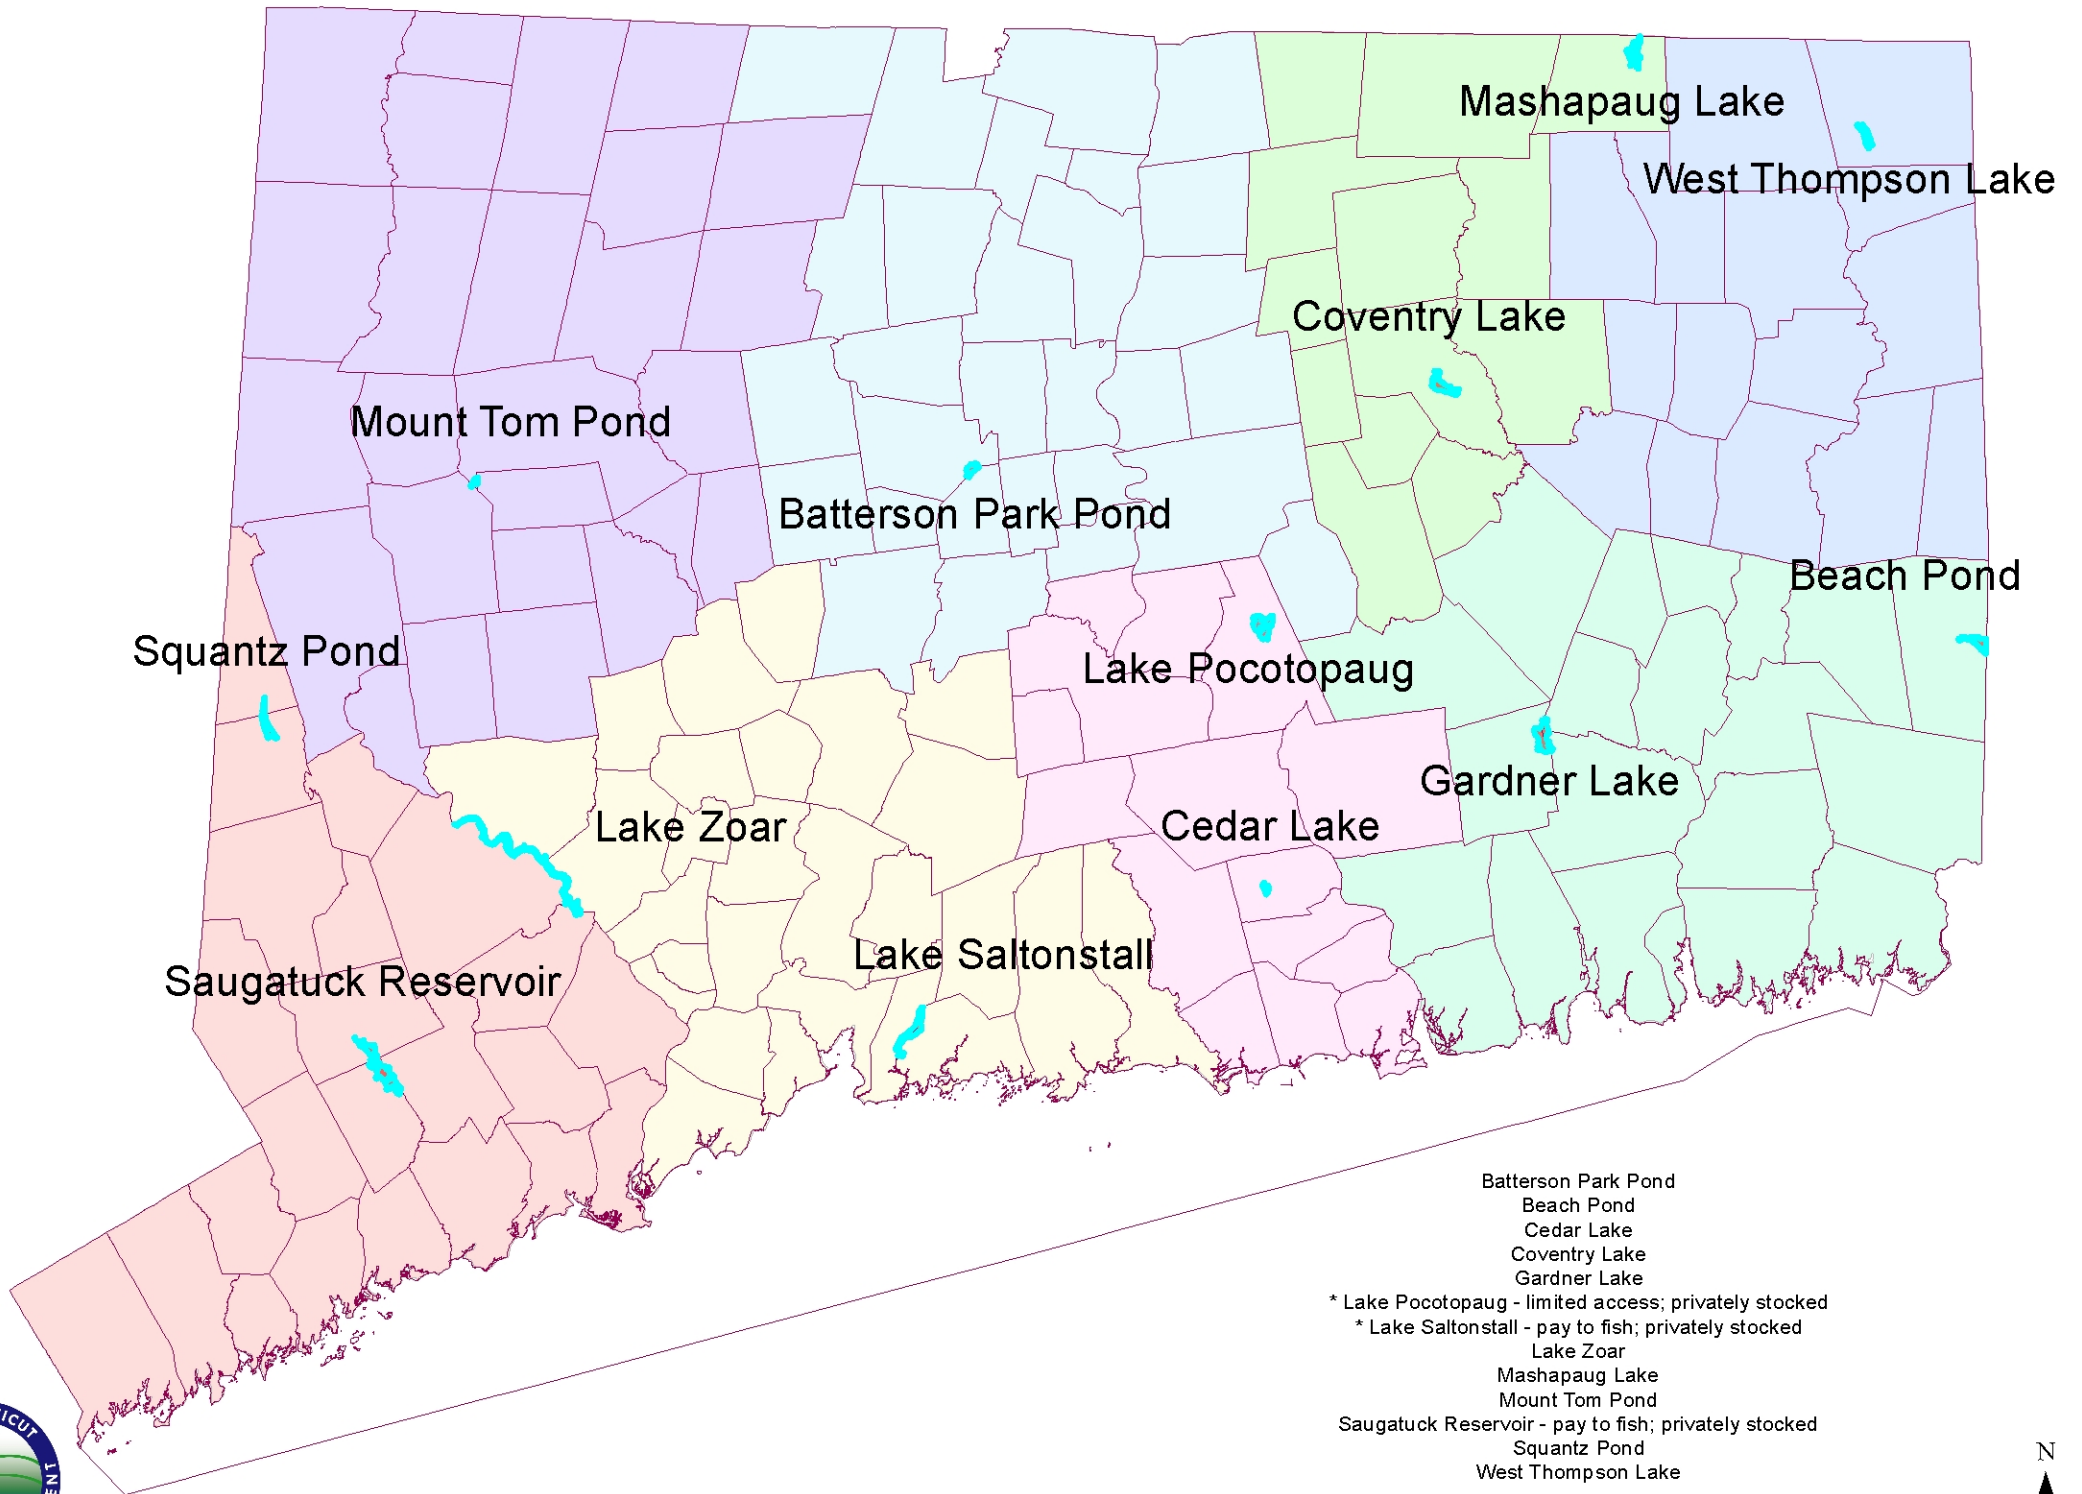 Mashapaug Lake
West Thompson Lake
Coventry Lake
Mount Tom Pond
Batterson Park Pond
Beach Pond
Squantz Pond
Lake Pocotopaug
Gardner Lake
Lake Zoar
Cedar Lake
Lake Saltonstall
Saugatuck Reservoir
Batterson Park Pond
Beach Pond
Cedar Lake
Coventry Lake
Gardner Lake
* Lake Pocotopaug - limited access; privately stocked
* Lake Saltonstall - pay to fish; privately stocked
Lake Zoar
Mashapaug Lake
Mount Tom Pond
Saugatuck Reservoir - pay to fish; privately stocked
Squantz Pond
West Thompson Lake
N